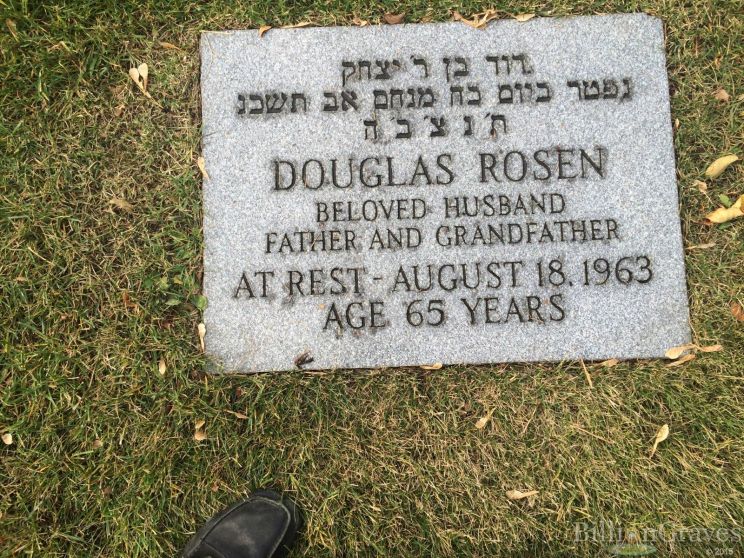 דוד בן ר׳ יצחק
נפטר ביום כח מנחם אב תשכג
ת׳ נ׳ צ׳ ב׳ ה
DOUGLAS ROSEN
BELOVED HUSBAND
FATHER AND GRANDFATHER
AT REST - AUGUST 18. 1963
AGE 65 YEARS
BillionGraves